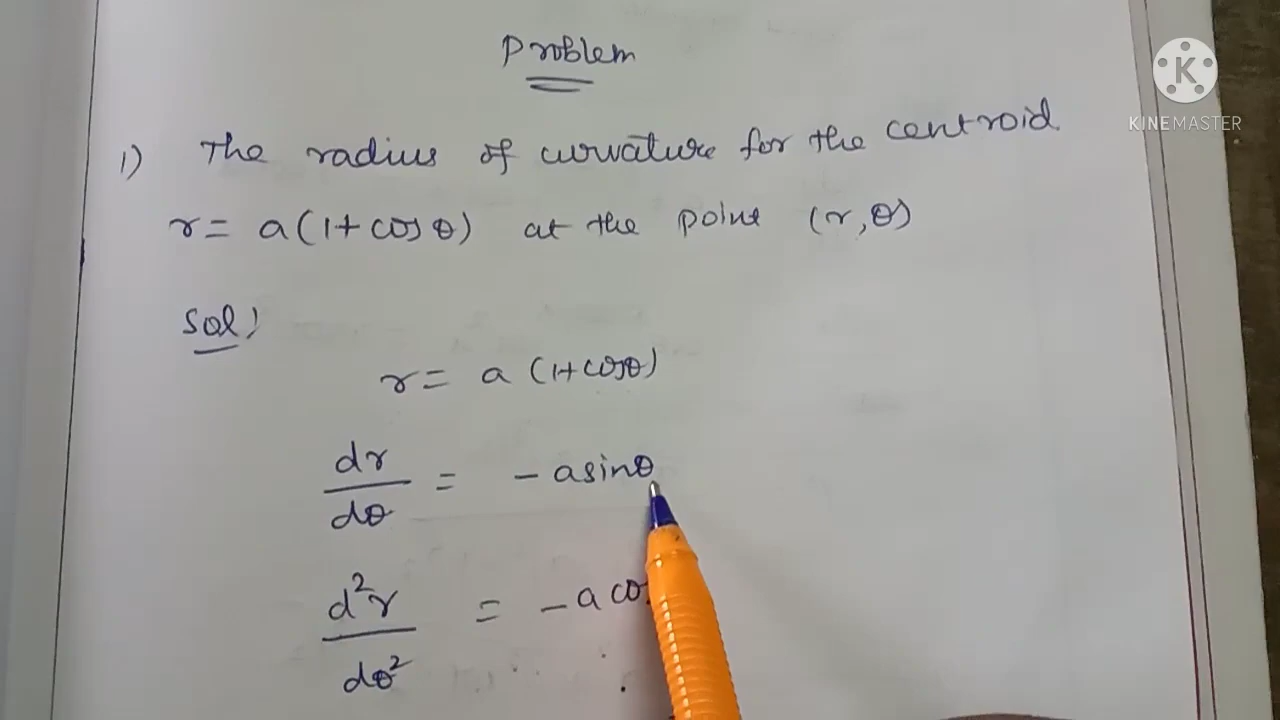 Problem
K
KINEMASTER
1) The radius of curvature for the centroid
r = a(1+cosθ) at the point (r,θ)
Sol)
r = a(1+cosθ)
dr/dθ = -asinθ
d²r/dθ² = -a cos